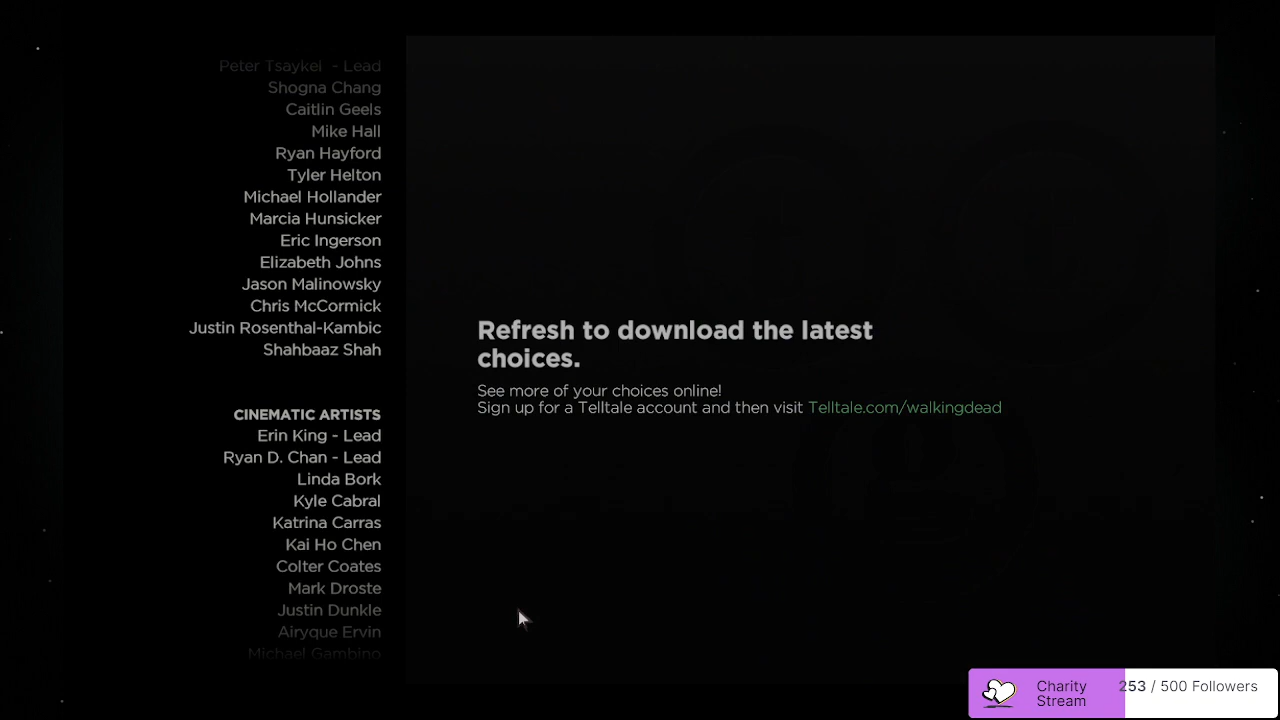 Peter Tsaykel - Lead
Shogna Chang
Caitlin Geels
Mike Hall
Ryan Hayford
Tyler Helton
Michael Hollander
Marcia Hunsicker
Eric Ingerson
Elizabeth Johns
Jason Malinowsky
Chris McCormick
Justin Rosenthal-Kambic
Shahbaaz Shah
CINEMATIC ARTISTS
Erin King - Lead
Ryan D. Chan - Lead
Linda Bork
Kyle Cabral
Katrina Carras
Kai Ho Chen
Colter Coates
Mark Droste
Justin Dunkle
Airyque Ervin
Michael Gambino
Refresh to download the latest
choices.
See more of your choices online!
Sign up for a Telltale account and then visit Telltale.com/walkingdead
Charity
Stream
253 / 500 Followers